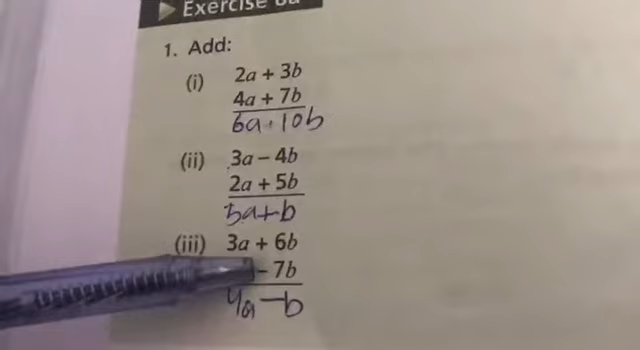 Exercise
1. Add:
(i) 2a + 3b
4a + 7b
6a + 10b
(ii) 3a – 4b
2a + 5b
5a+b
(iii) 3a + 6b
– 7b
4a – b